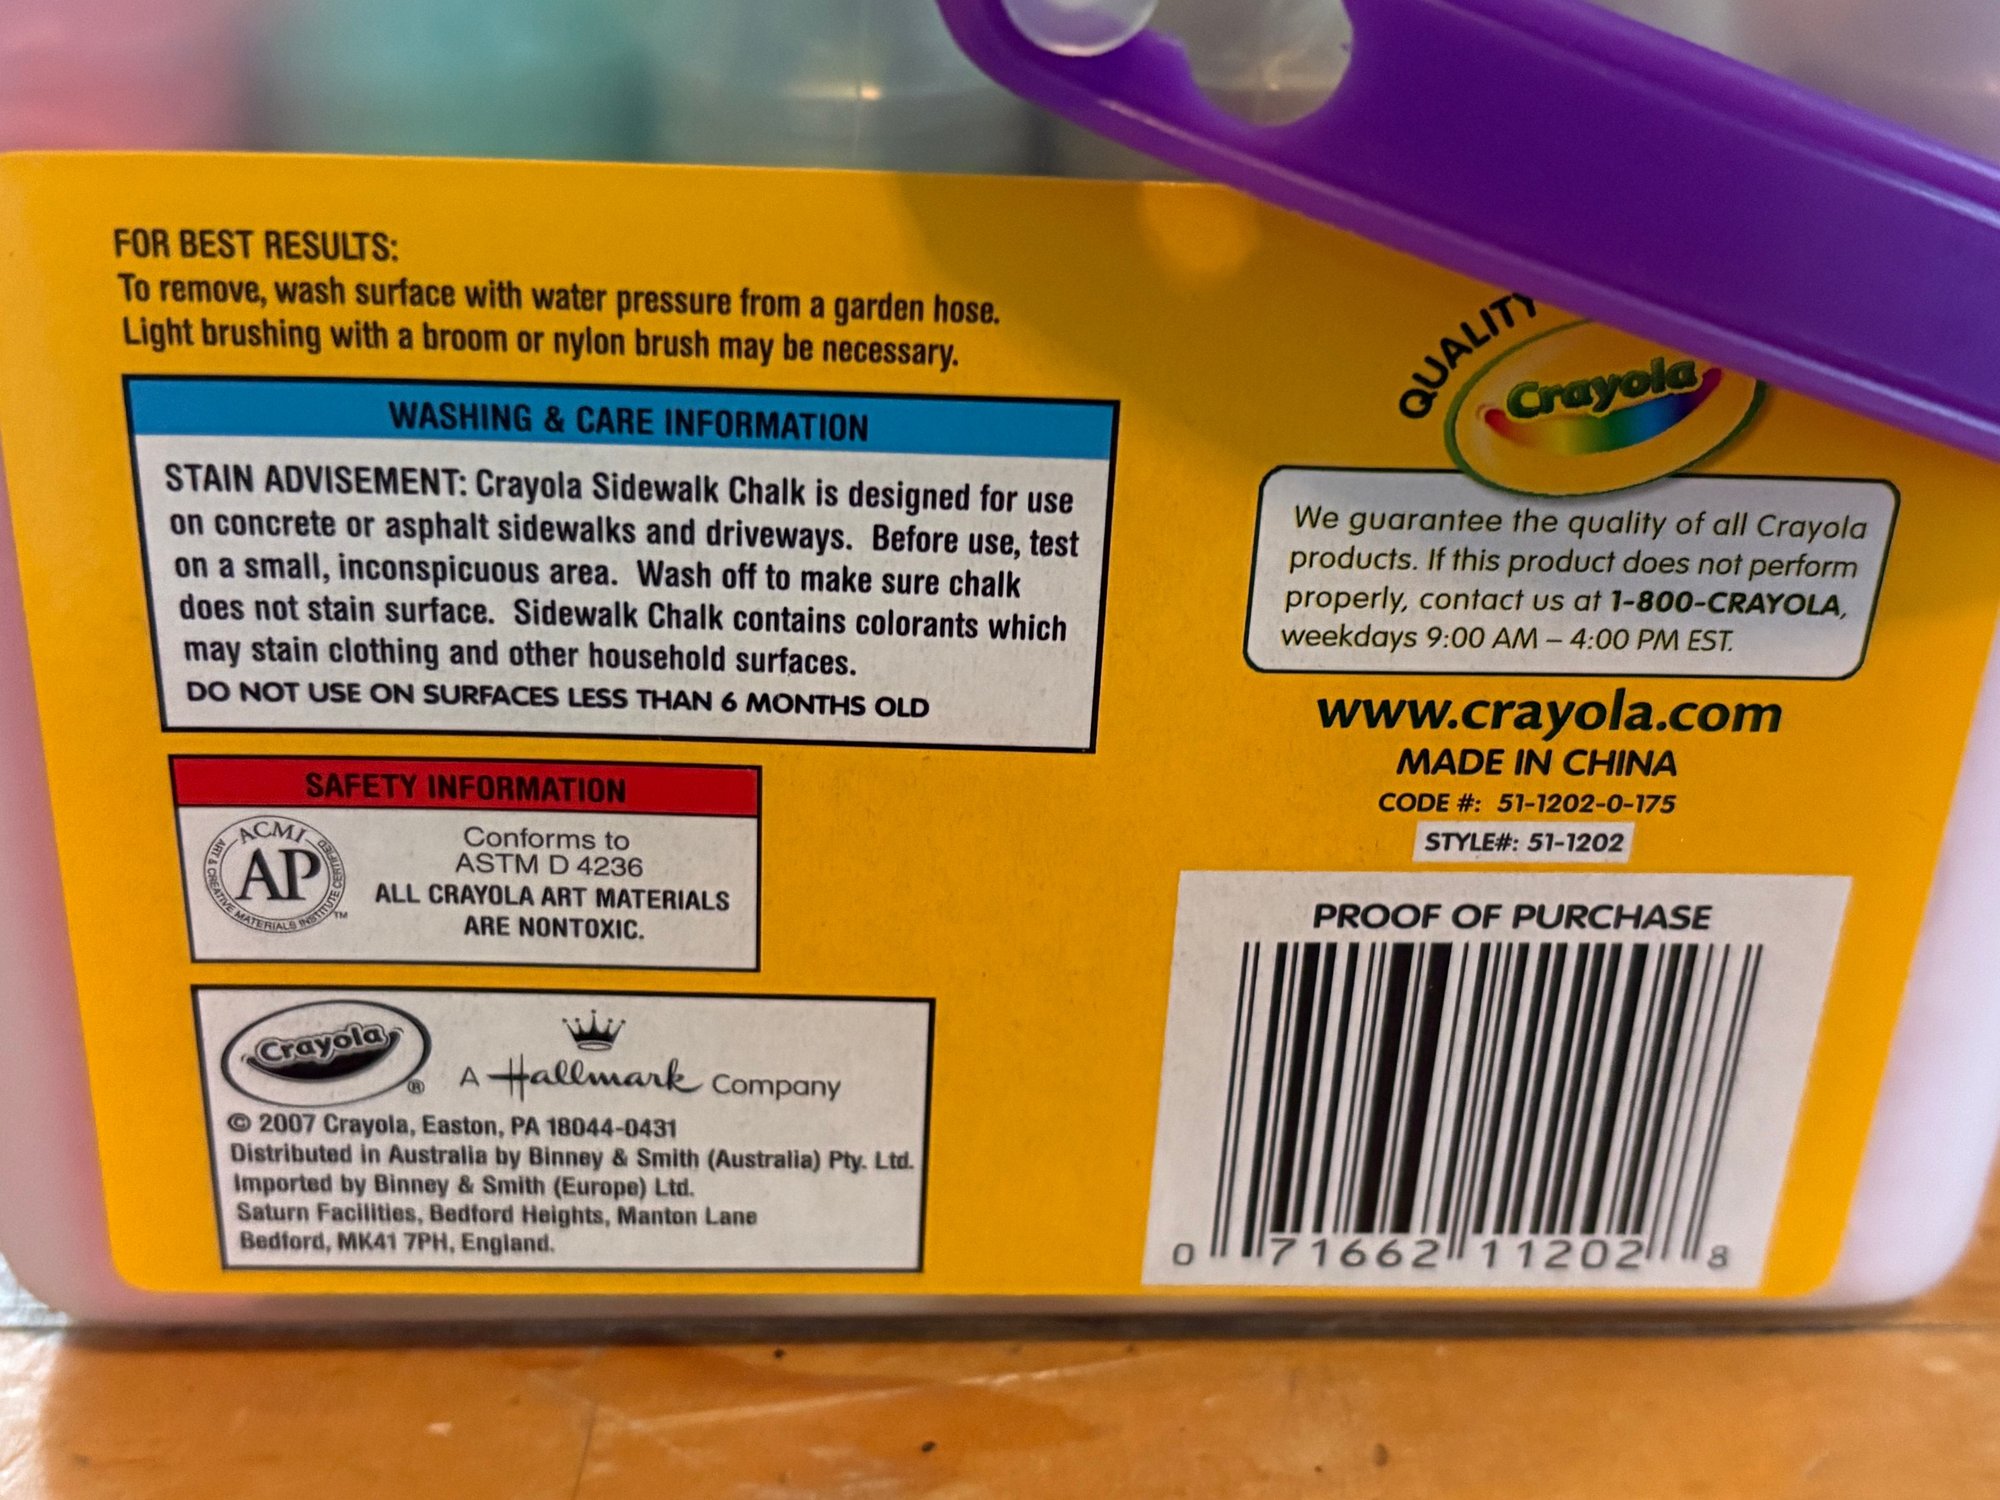 FOR BEST RESULTS:
To remove, wash surface with water pressure from a garden hose.
Light brushing with a broom or nylon brush may be necessary.
WASHING & CARE INFORMATION
STAIN ADVISEMENT: Crayola Sidewalk Chalk is designed for use
on concrete or asphalt sidewalks and driveways. Before use, test
on a small, inconspicuous area. Wash off to make sure chalk
does not stain surface. Sidewalk Chalk contains colorants which
may stain clothing and other household surfaces.
DO NOT USE ON SURFACES LESS THAN 6 MONTHS OLD
SAFETY INFORMATION
ACMI
AP
ART & CREATIVE MATERIALS INSTITUTE CERTIFIED
TM
Conforms to
ASTM D 4236
ALL CRAYOLA ART MATERIALS
ARE NONTOXIC.
Crayola ®
A Hallmark Company
© 2007 Crayola, Easton, PA 18044-0431
Distributed in Australia by Binney & Smith (Australia) Pty. Ltd.
Imported by Binney & Smith (Europe) Ltd.
Saturn Facilities, Bedford Heights, Manton Lane
Bedford, MK41 7PH, England.
QUALITY
Crayola
We guarantee the quality of all Crayola
products. If this product does not perform
properly, contact us at 1-800-CRAYOLA,
weekdays 9:00 AM – 4:00 PM EST.
www.crayola.com
MADE IN CHINA
CODE #: 51-1202-0-175
STYLE#: 51-1202
PROOF OF PURCHASE
0 71662 11202 8